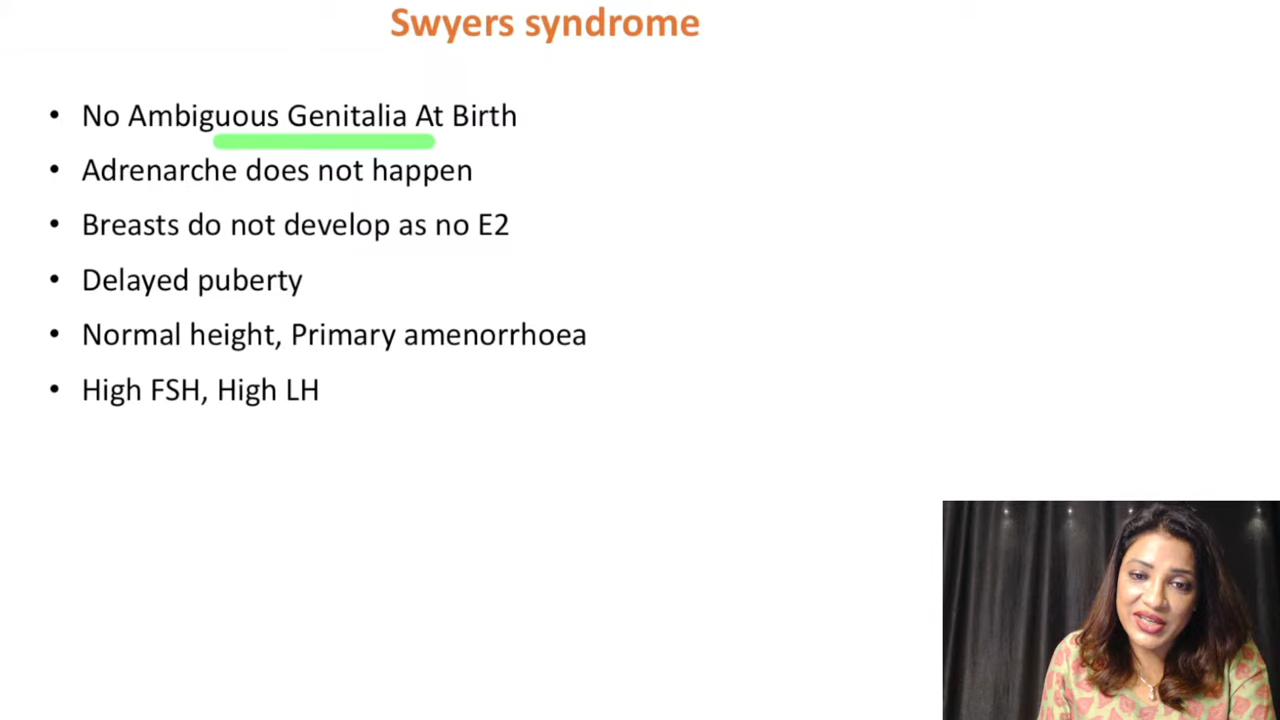 Swyers syndrome
• No Ambiguous Genitalia At Birth
• Adrenarche does not happen
• Breasts do not develop as no E2
• Delayed puberty
• Normal height, Primary amenorrhoea
• High FSH, High LH